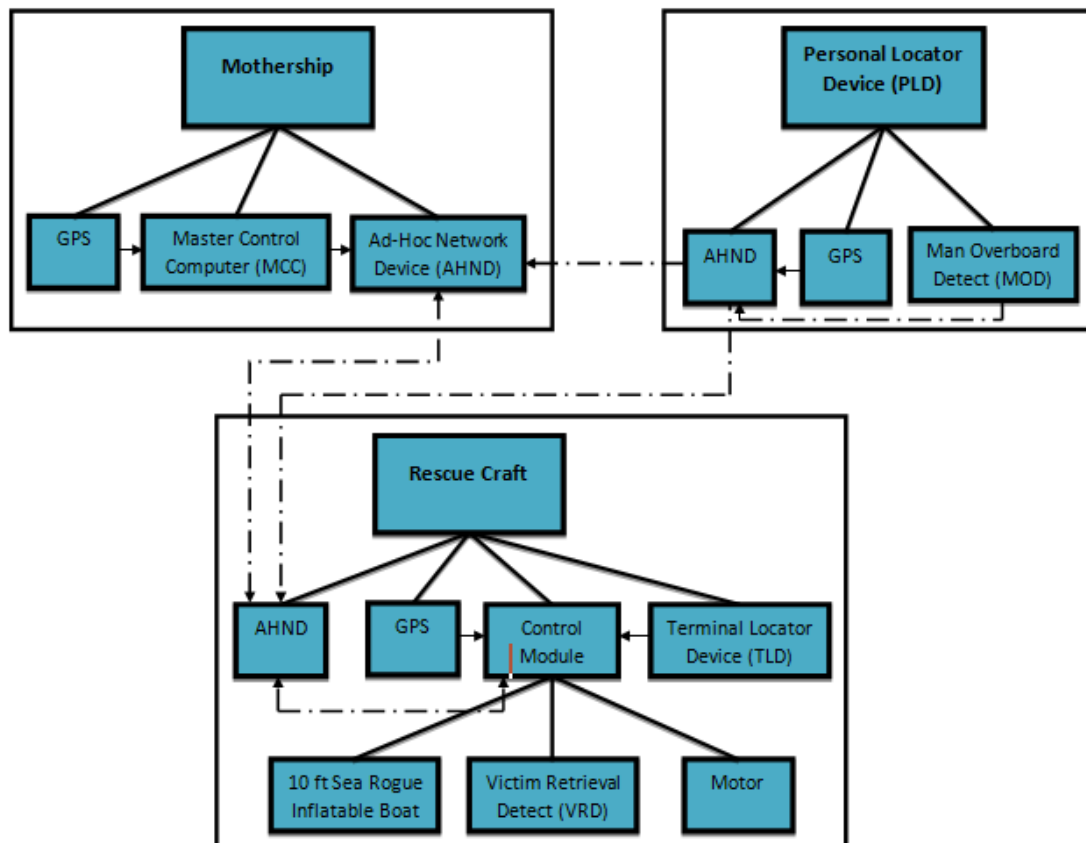 Mothership
GPS
Master Control
Computer (MCC)
Ad-Hoc Network
Device (AHND)
Personal Locator
Device (PLD)
AHND
GPS
Man Overboard
Detect (MOD)
Rescue Craft
AHND
GPS
Control
Module
Terminal Locator
Device (TLD)
10 ft Sea Rogue
Inflatable Boat
Victim Retrieval
Detect (VRD)
Motor